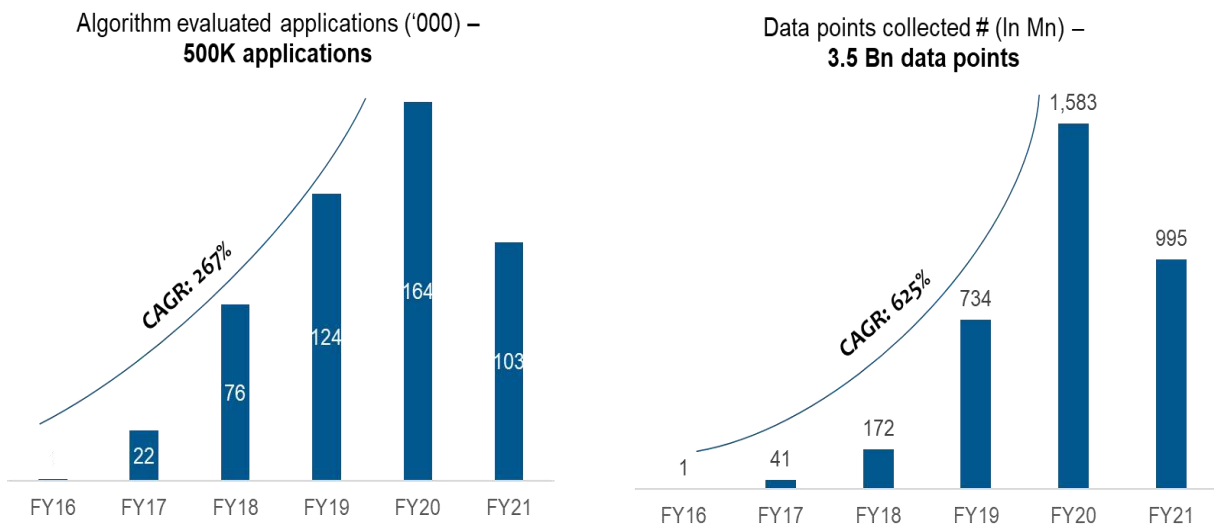 Algorithm evaluated applications (‘000) –
500K applications
CAGR: 267%
22
76
124
164
103
FY16
FY17
FY18
FY19
FY20
FY21
Data points collected # (In Mn) –
3.5 Bn data points
CAGR: 625%
1
41
172
734
1,583
995
FY16
FY17
FY18
FY19
FY20
FY21